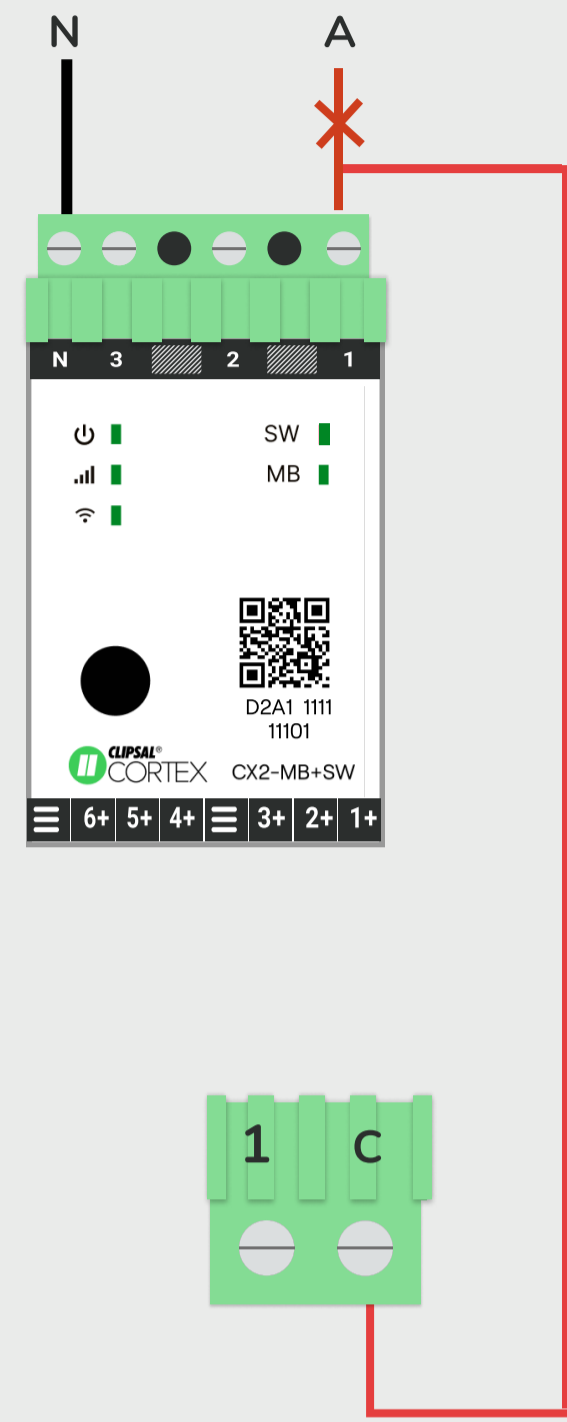 N A
N 3 2 1
SW
MB
D2A1 1111
11101
CLIPSAL®
CORTEX
CX2-MB+SW
6+ 5+ 4+ 3+ 2+ 1+
1 C